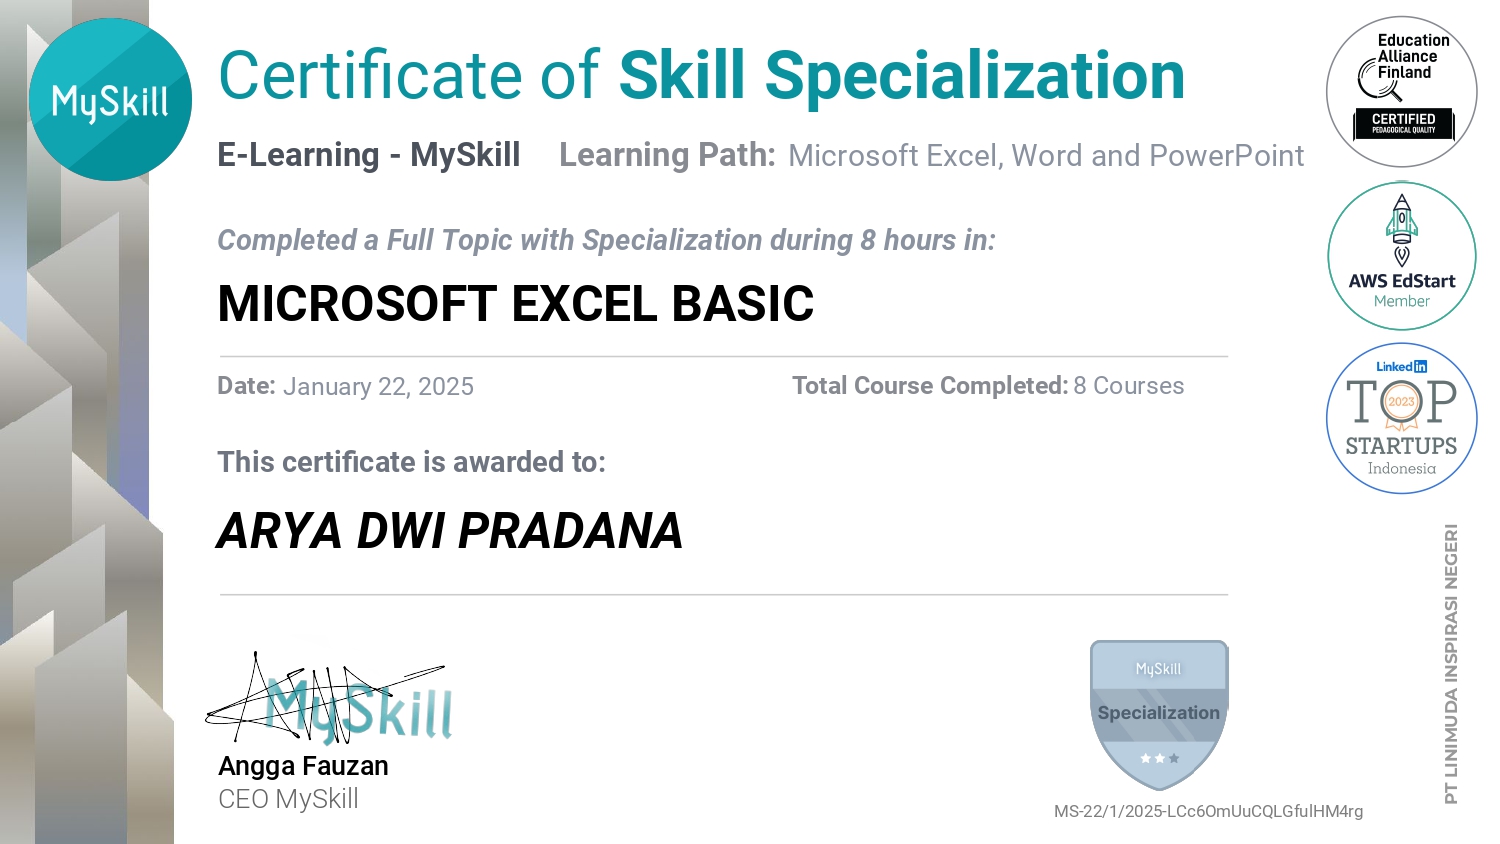 MySkill
Certificate of Skill Specialization
E-Learning - MySkill Learning Path: Microsoft Excel, Word and PowerPoint
Completed a Full Topic with Specialization during 8 hours in:
MICROSOFT EXCEL BASIC
Date: January 22, 2025 Total Course Completed: 8 Courses
This certificate is awarded to:
ARYA DWI PRADANA
MySkill
Angga Fauzan
CEO MySkill
MySkill
Specialization
MS-22/1/2025-LCc6OmUuCQLGfulHM4rg
Education
Alliance
Finland
CERTIFIED
PEDAGOGICAL QUALITY
AWS EdStart
Member
Linked in
TOP
2023
STARTUPS
Indonesia
PT LINIMUDA INSPIRASI NEGERI